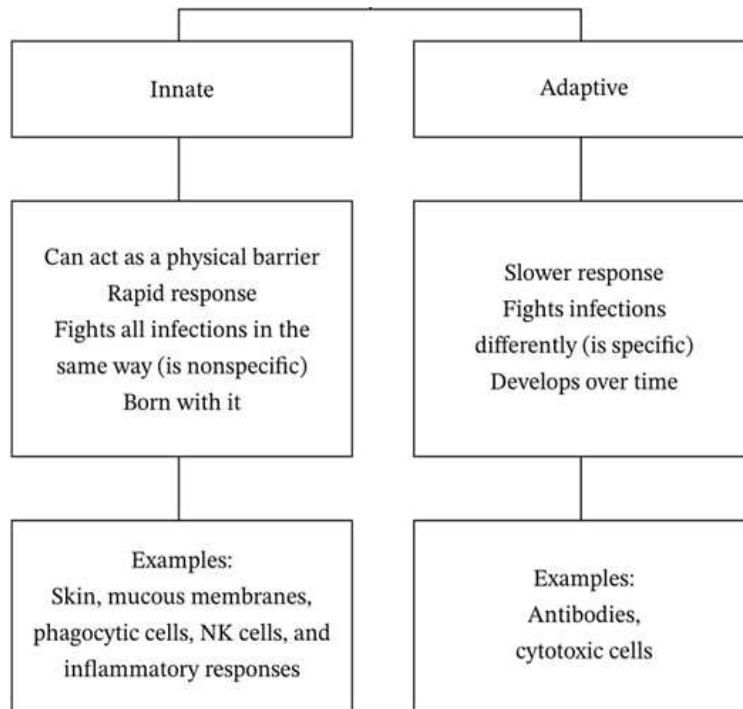 Innate
Adaptive
Can act as a physical barrier
Rapid response
Fights all infections in the
same way (is nonspecific)
Born with it
Slower response
Fights infections
differently (is specific)
Develops over time
Examples:
Skin, mucous membranes,
phagocytic cells, NK cells, and
inflammatory responses
Examples:
Antibodies,
cytotoxic cells